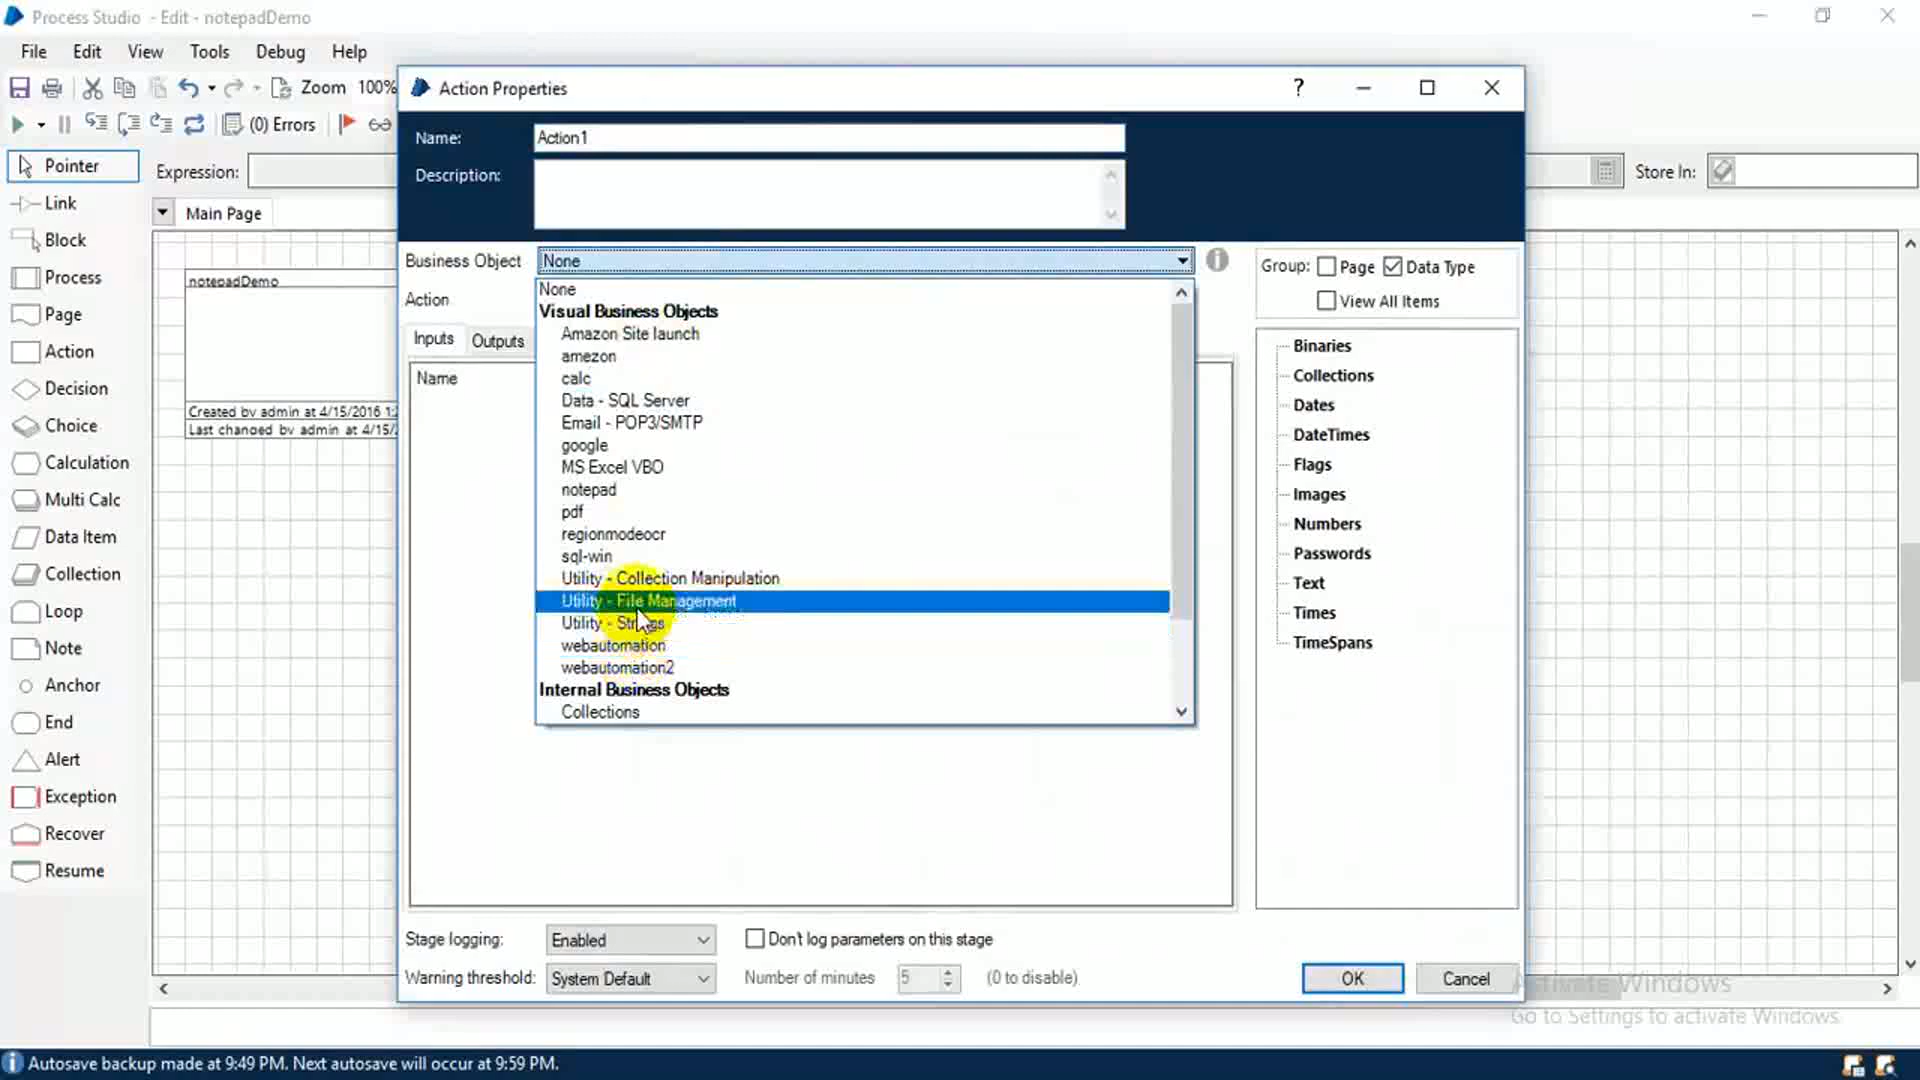 Process Studio - Edit - notepadDemo
File Edit View Tools Debug Help
Zoom 100%
(0) Errors
Action Properties
?
Name: Action1
Description:
Pointer
Link
Block
Process
Page
Action
Decision
Choice
Calculation
Multi Calc
Data Item
Collection
Loop
Note
Anchor
End
Alert
Exception
Recover
Resume
Expression:
Store In:
Main Page
notepadDemo
Created by admin at 4/15/2016 1:2
Last changed by admin at 4/15/
Business Object None
Action
Inputs Outputs
Name
None
Visual Business Objects
Amazon Site launch
amezon
calc
Data - SQL Server
Email - POP3/SMTP
google
MS Excel VBO
notepad
pdf
regionmodeocr
sql-win
Utility - Collection Manipulation
Utility - File Management
Utility - Strings
webautomation
webautomation2
Internal Business Objects
Collections
Group: Page Data Type
View All Items
Binaries
Collections
Dates
DateTimes
Flags
Images
Numbers
Passwords
Text
Times
TimeSpans
Stage logging: Enabled Don't log parameters on this stage
Warning threshold: System Default Number of minutes 5 (0 to disable)
OK Cancel
Activate Windows
Go to Settings to activate Windows.
Autosave backup made at 9:49 PM. Next autosave will occur at 9:59 PM.